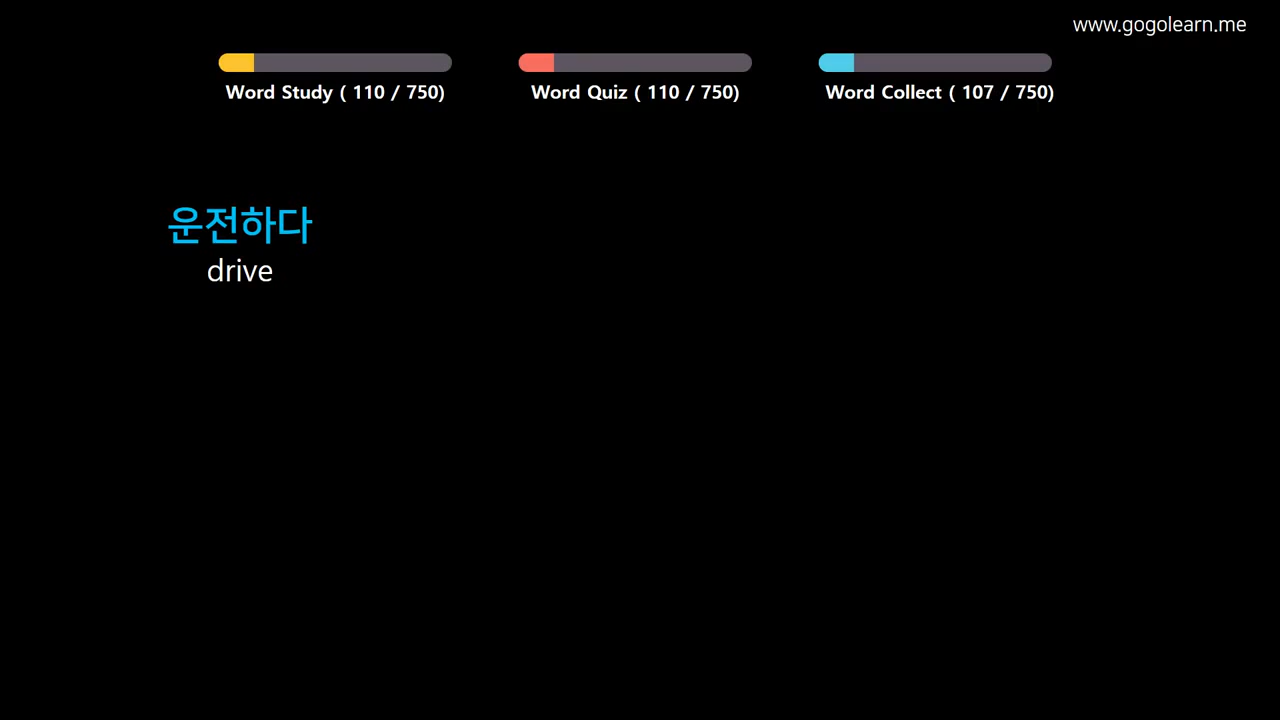 www.gogolearn.me
Word Study ( 110 / 750)
Word Quiz ( 110 / 750)
Word Collect ( 107 / 750)
운전하다
drive